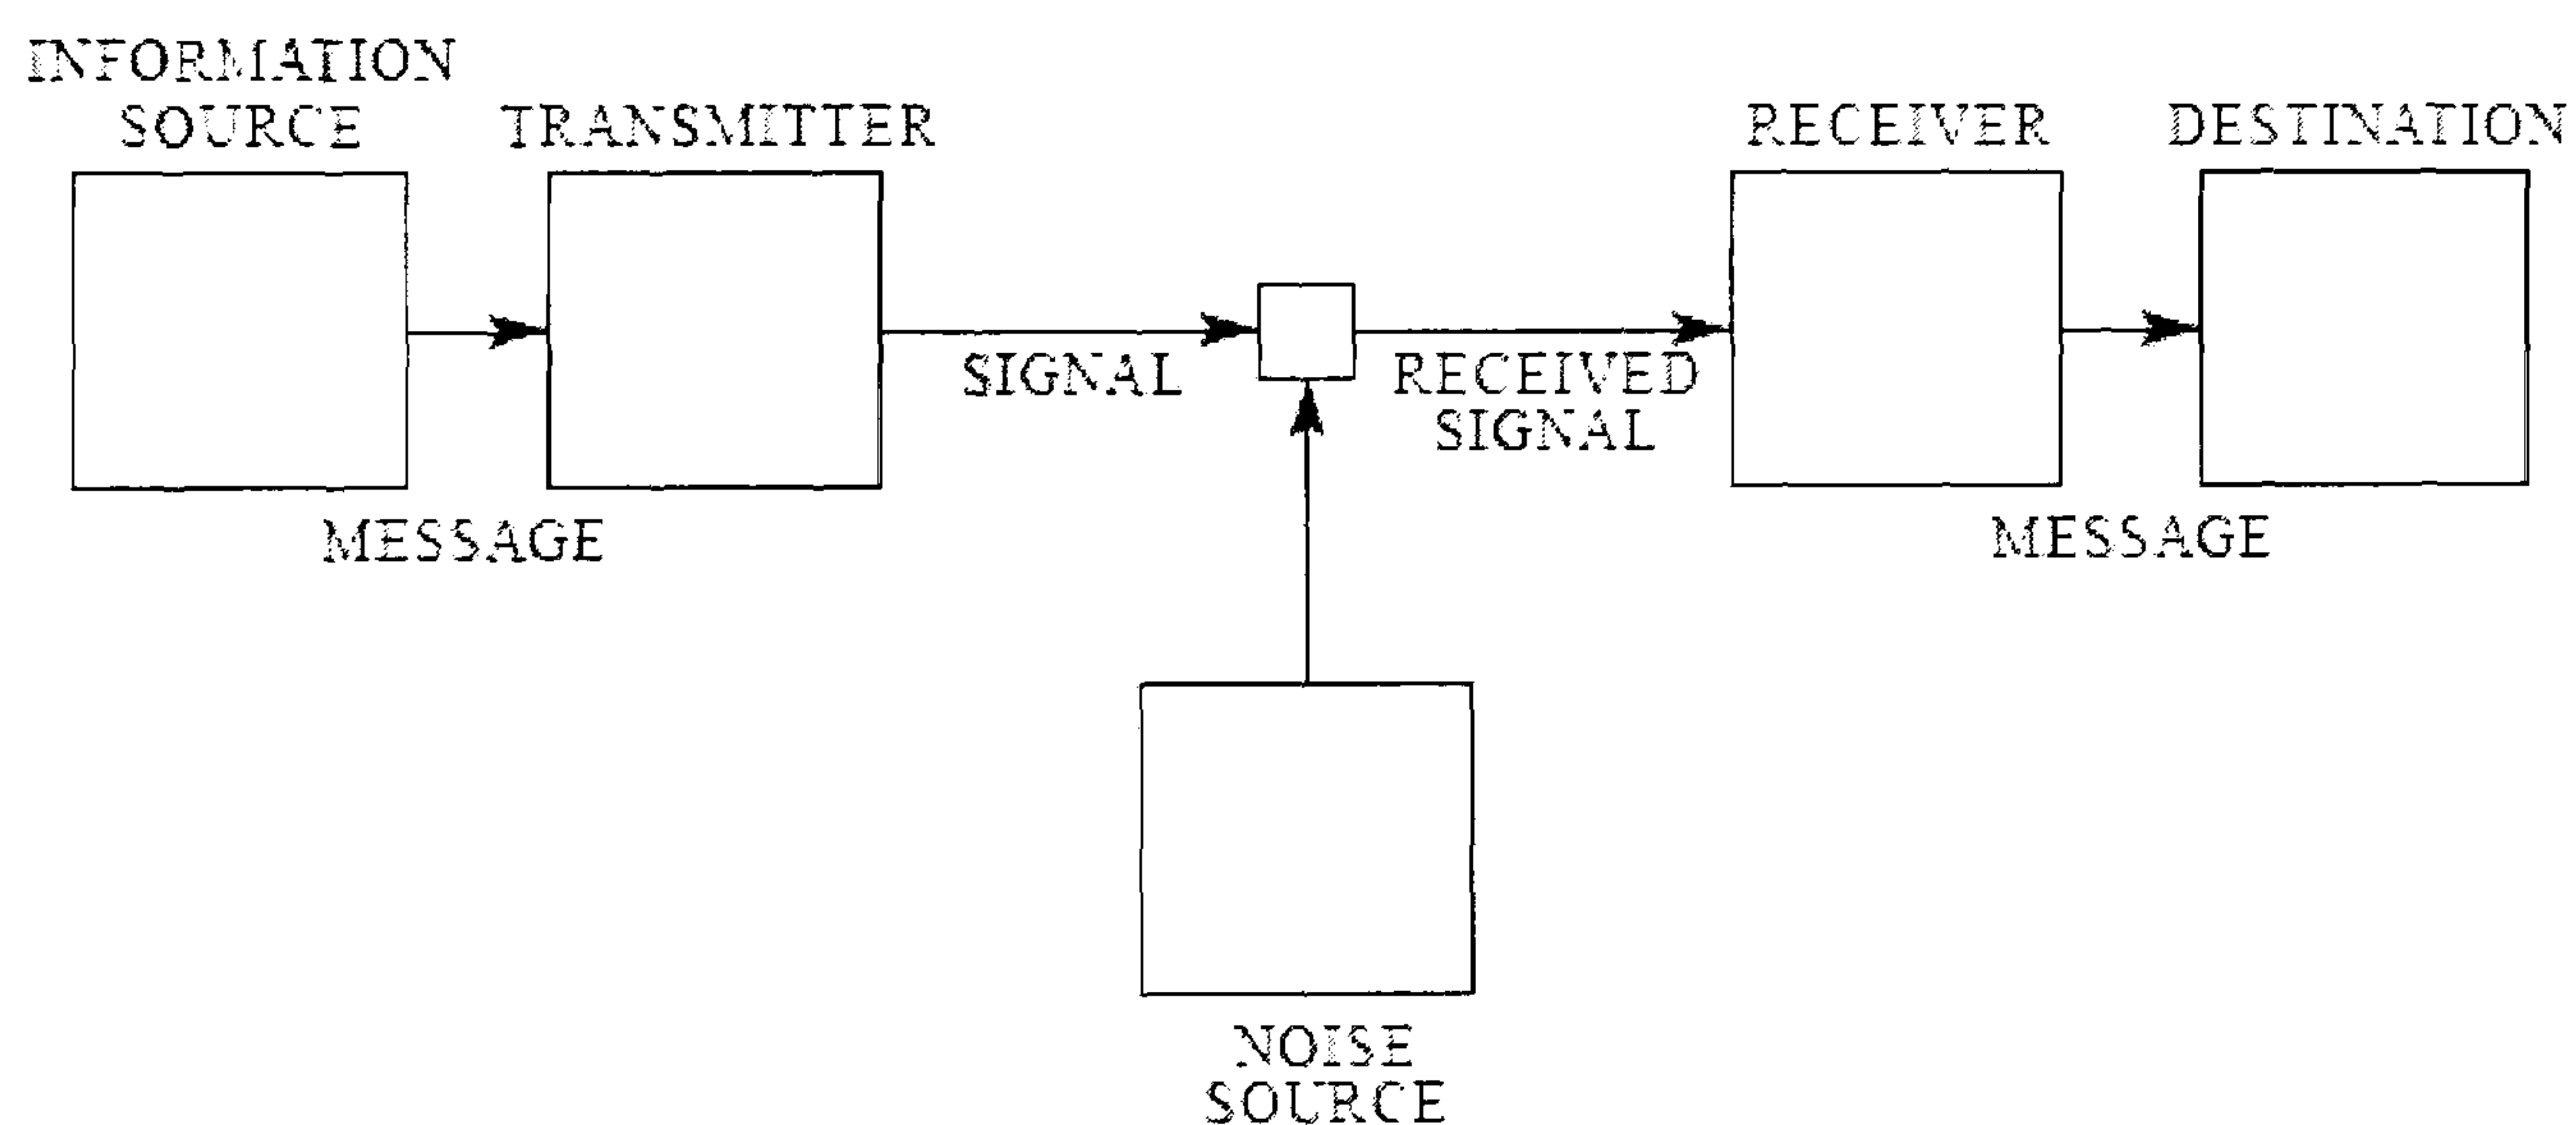 INFORMATION
SOURCE
TRANSMITTER
RECEIVER
DESTINATION
SIGNAL
RECEIVED
SIGNAL
MESSAGE
MESSAGE
NOISE
SOURCE